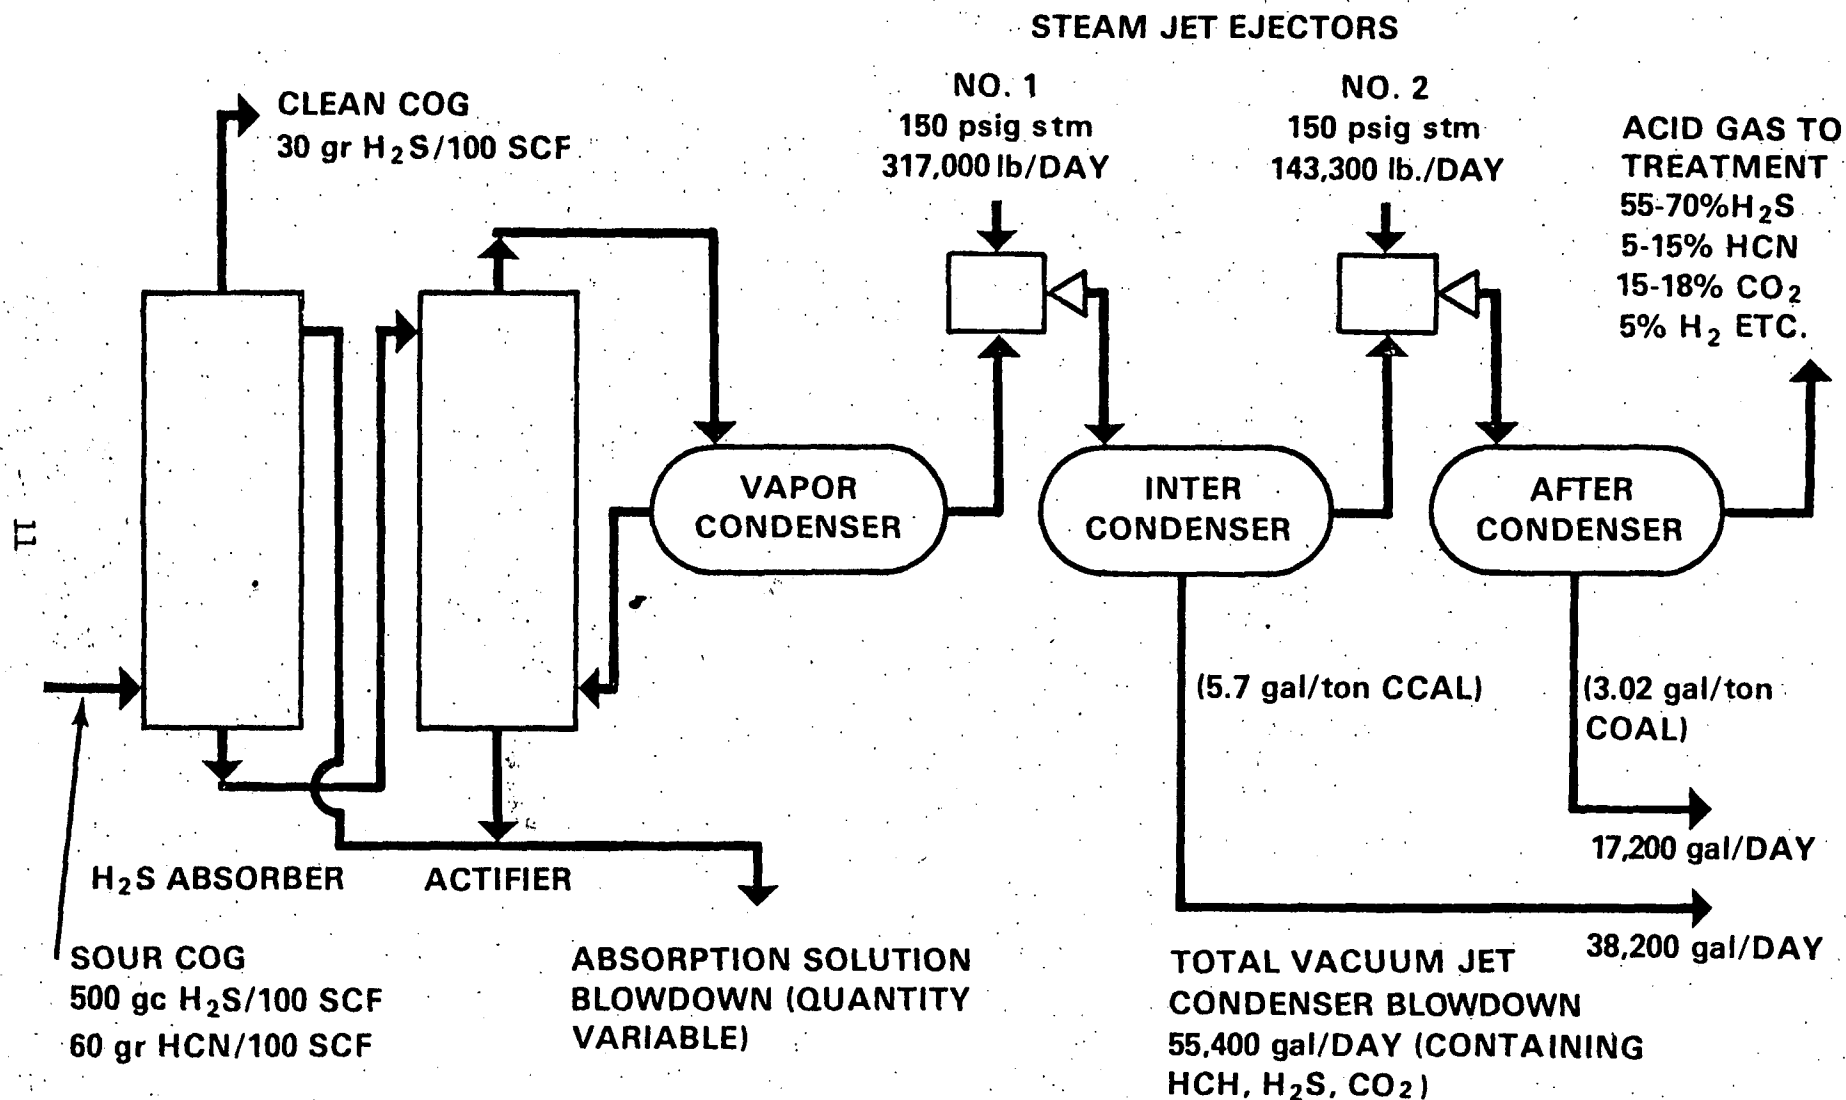 STEAM JET EJECTORS
NO. 1
150 psig stm
317,000 lb/DAY
NO. 2
150 psig stm
143,300 lb./DAY
CLEAN COG
30 gr H₂S/100 SCF
ACID GAS TO
TREATMENT
55-70%H₂S
5-15% HCN
15-18% CO₂
5% H₂ ETC.
VAPOR
CONDENSER
INTER
CONDENSER
AFTER
CONDENSER
11
(5.7 gal/ton CCAL)
(3.02 gal/ton
COAL)
17,200 gal/DAY
38,200 gal/DAY
H₂S ABSORBER
ACTIFIER
SOUR COG
500 gc H₂S/100 SCF
60 gr HCN/100 SCF
ABSORPTION SOLUTION
BLOWDOWN (QUANTITY
VARIABLE)
TOTAL VACUUM JET
CONDENSER BLOWDOWN
55,400 gal/DAY (CONTAINING
HCH, H₂S, CO₂)